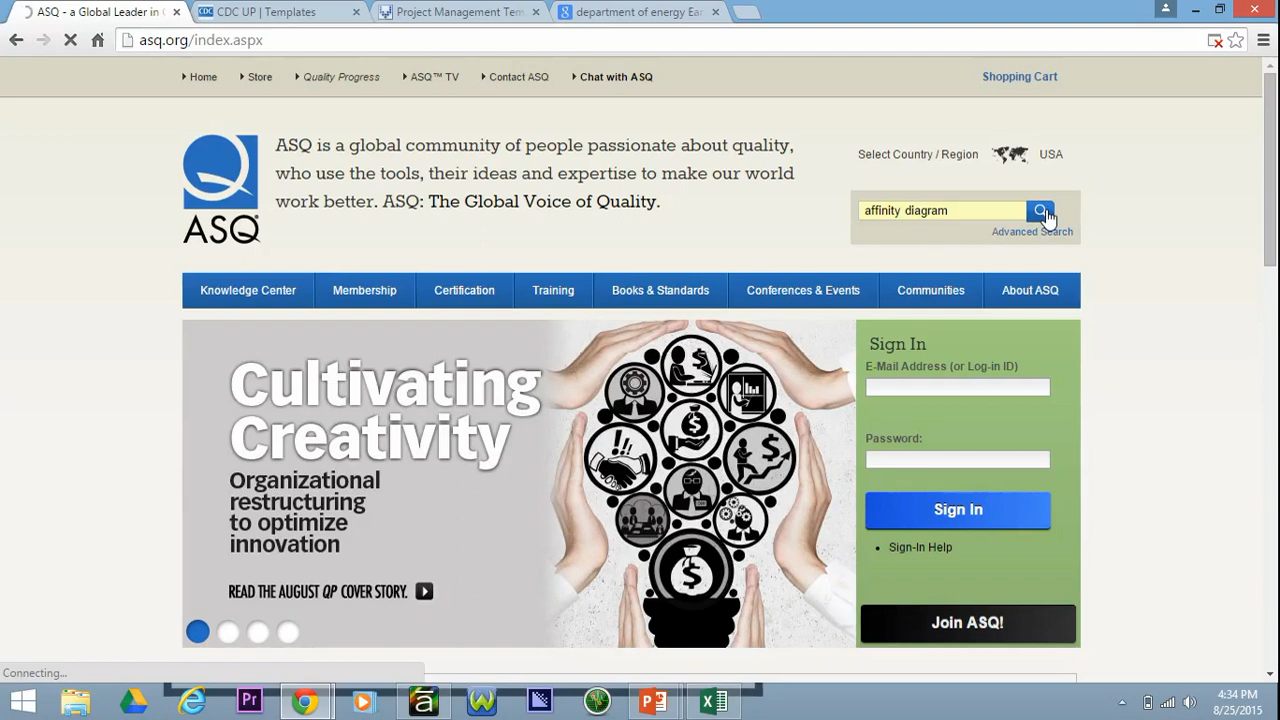 ASQ - a Global Leader in
CDC UP | Templates
Project Management Tem
department of energy Ear
asq.org/index.aspx
Home
Store
Quality Progress
ASQ™ TV
Contact ASQ
Chat with ASQ
Shopping Cart
ASQ is a global community of people passionate about quality,
who use the tools, their ideas and expertise to make our world
work better. ASQ: The Global Voice of Quality.
ASQ®
Select Country / Region
USA
affinity diagram
Advanced Search
Knowledge Center
Membership
Certification
Training
Books & Standards
Conferences & Events
Communities
About ASQ
Cultivating
Creativity
Organizational
restructuring
to optimize
innovation
READ THE AUGUST QP COVER STORY.
Sign In
E-Mail Address (or Log-in ID)
Password:
Sign In
Sign-In Help
Join ASQ!
Connecting...
4:34 PM
8/25/2015